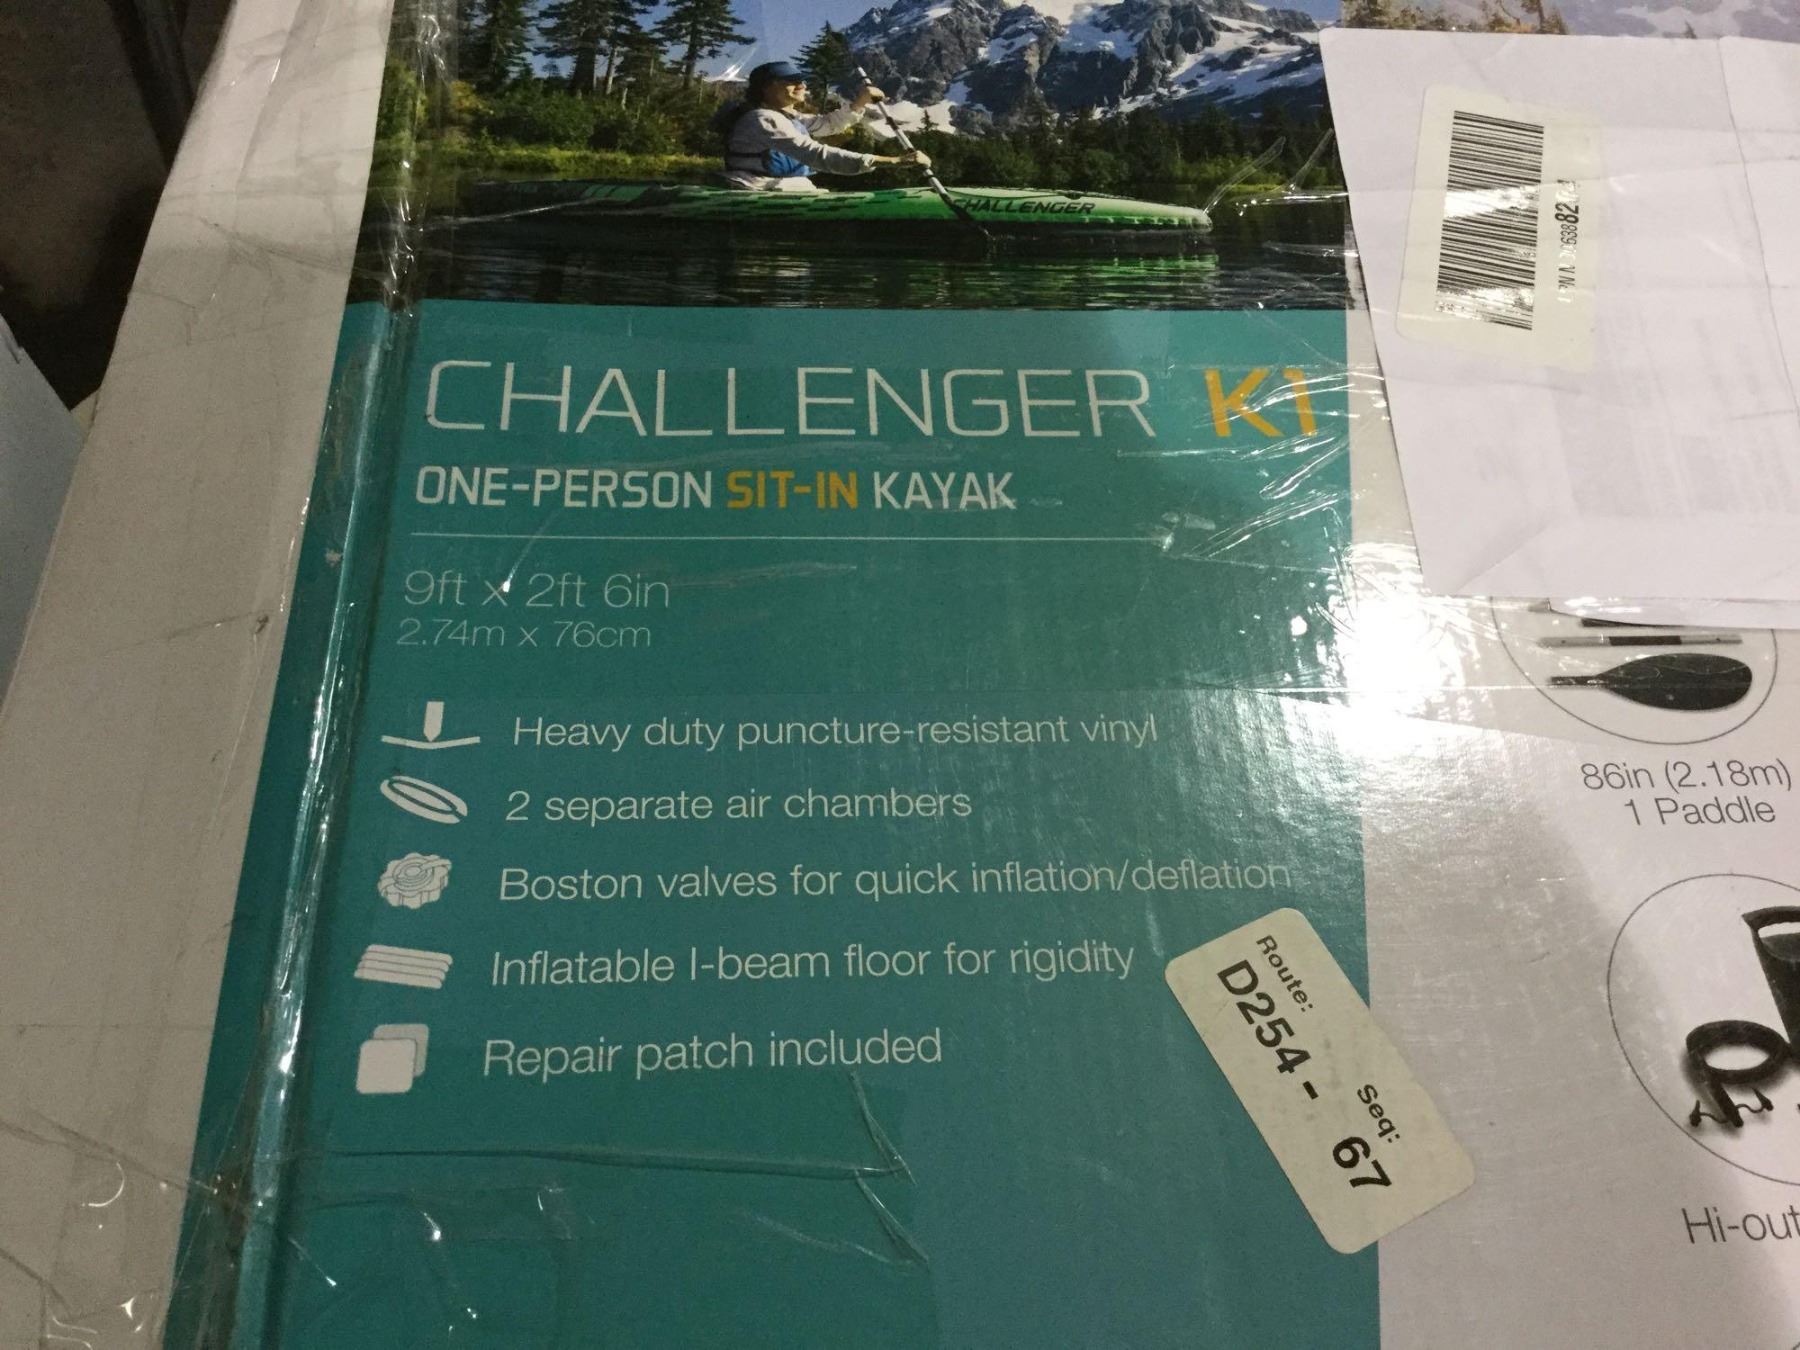 CHALLENGER
CHALLENGER K1
ONE-PERSON SIT-IN KAYAK
9ft x 2ft 6in
2.74m x 76cm
Heavy duty puncture-resistant vinyl
2 separate air chambers
Boston valves for quick inflation/deflation
Inflatable I-beam floor for rigidity
Repair patch included
86in (2.18m)
1 Paddle
Hi-out
Route:
D254 -
Seq:
67